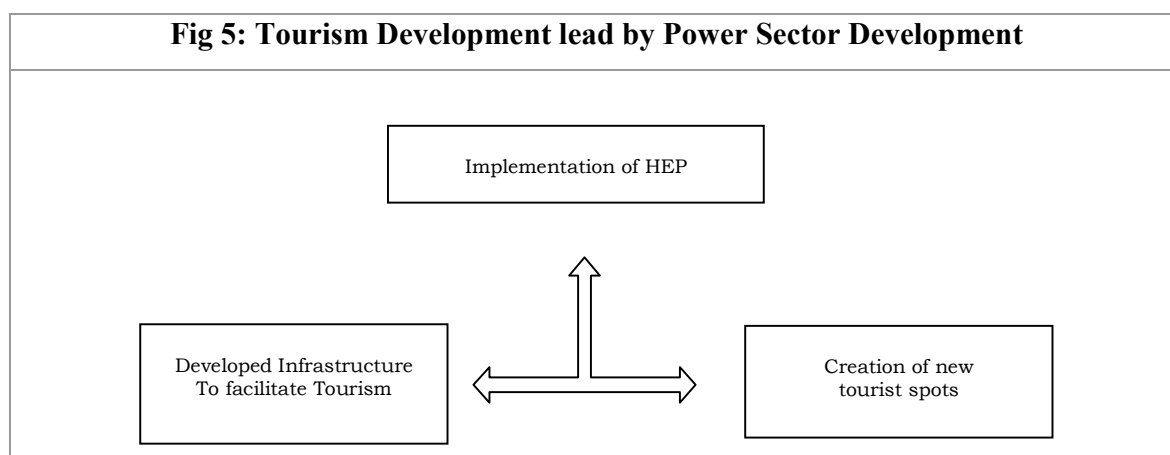 Fig 5: Tourism Development lead by Power Sector Development
Implementation of HEP
Developed Infrastructure
To facilitate Tourism
Creation of new
tourist spots